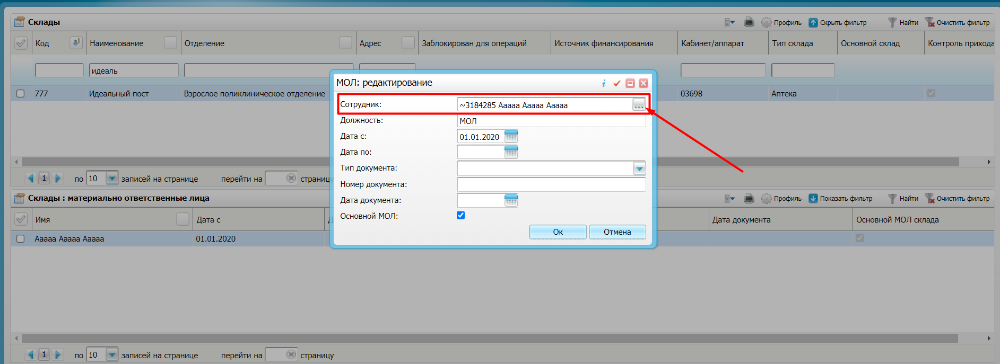 Склады
Профиль Скрыть фильтр Найти Очистить фильтр
Код 1 Наименование Отделение Адрес Заблокирован для операций Источник финансирования Кабинет/аппарат Тип склада Основной склад Контроль прихода
идеаль
777 Идеальный пост Взрослое поликлиническое отделение 03698 Аптека
МОЛ: редактирование
Сотрудник: ~3184285 Ааааа Ааааа Ааааа ...
Должность: МОЛ
Дата с: 01.01.2020
Дата по:
Тип документа:
Номер документа:
Дата документа:
Основной МОЛ:
Ок Отмена
1 по 10 записей на странице перейти на страницу
Склады : материально ответственные лица
Профиль Показать фильтр Найти Очистить фильтр
Имя Дата с Дата документа Основной МОЛ склада
Ааааа Ааааа Ааааа 01.01.2020
1 по 10 записей на странице перейти на страницу